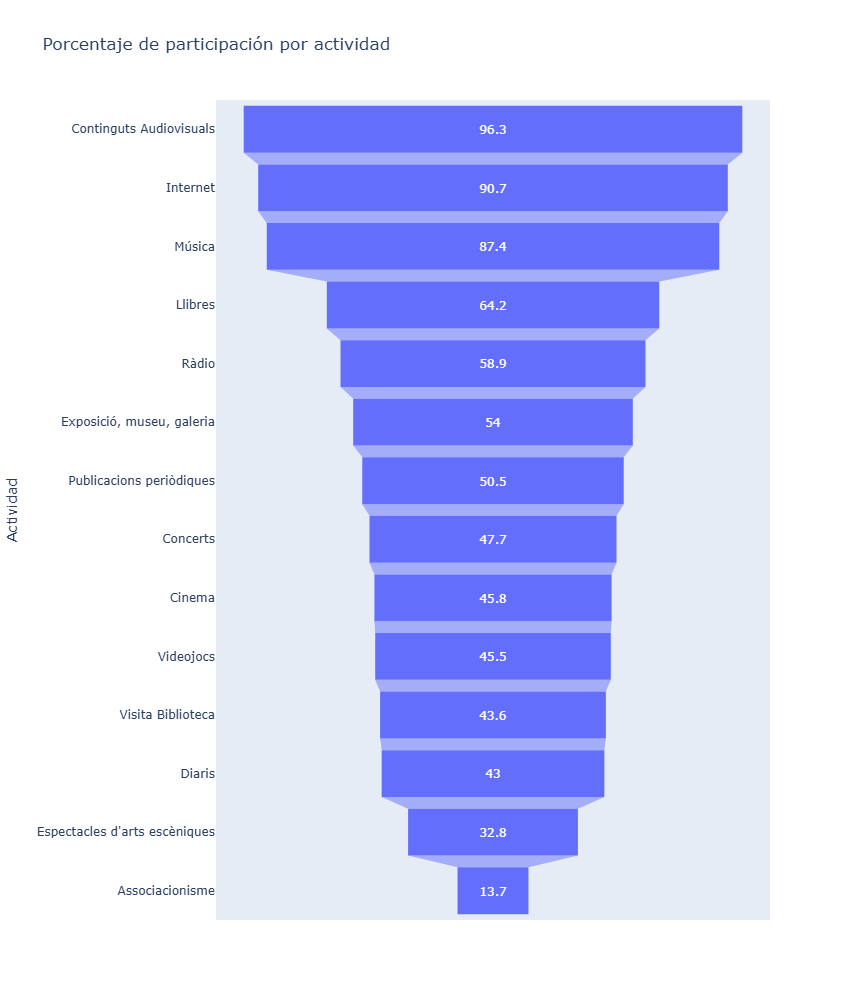 Porcentaje de participación por actividad
Continguts Audiovisuals 96.3
Internet 90.7
Música 87.4
Llibres 64.2
Ràdio 58.9
Exposició, museu, galeria 54
Publicacions periòdiques 50.5
Concerts 47.7
Cinema 45.8
Videojocs 45.5
Visita Biblioteca 43.6
Diaris 43
Espectacles d'arts escèniques 32.8
Associacionisme 13.7
Actividad